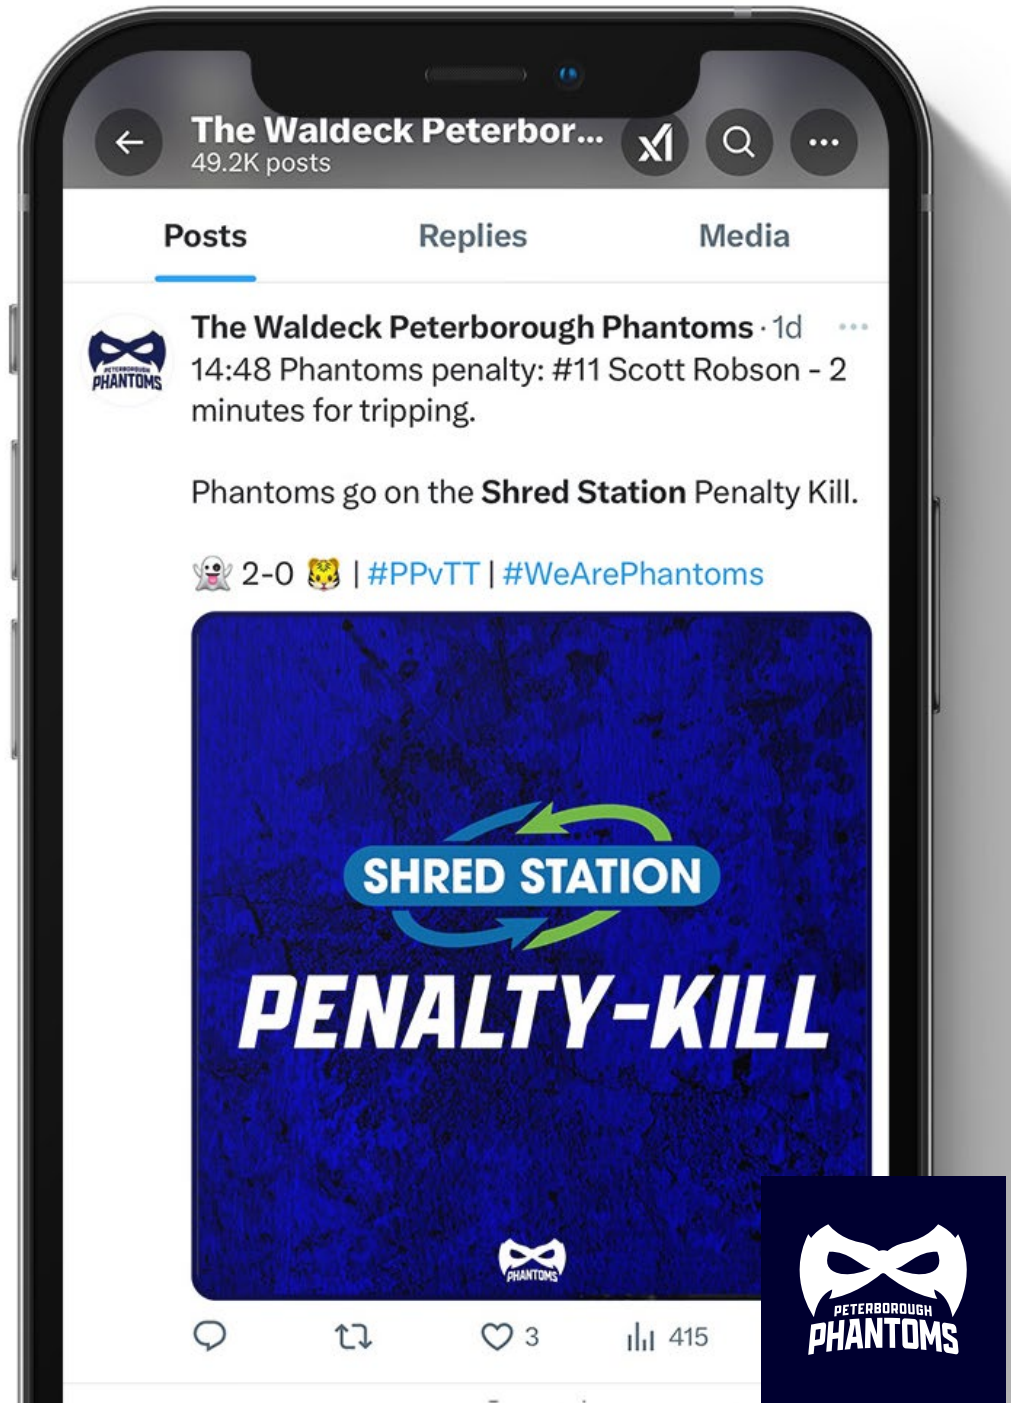 The Waldeck Peterbor...
49.2K posts
Posts
Replies
Media
The Waldeck Peterborough Phantoms · 1d
PETERBOROUGH
PHANTOMS
14:48 Phantoms penalty: #11 Scott Robson - 2
minutes for tripping.
Phantoms go on the Shred Station Penalty Kill.
👻 2-0 🐯 | #PPvTT | #WeArePhantoms
SHRED STATION
PENALTY-KILL
PHANTOMS
3
415
PETERBOROUGH
PHANTOMS